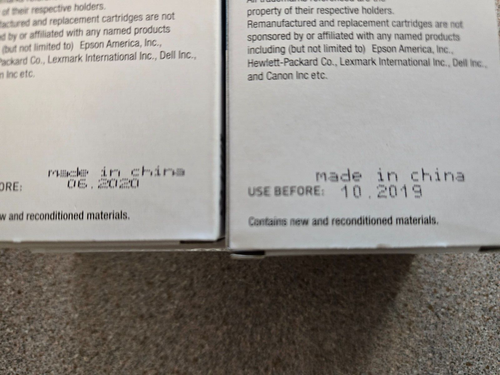 of their respective holders.
factured and replacement cartridges are not
d by or affiliated with any named products
(but not limited to) Epson America, Inc.,
Packard Co., Lexmark International Inc., Dell Inc.,
n Inc etc.
made in china
ORE: 06.2020
w and reconditioned materials.
property of their respective holders.
Remanufactured and replacement cartridges are not
sponsored by or affiliated with any named products
including (but not limited to) Epson America, Inc.,
Hewlett-Packard Co., Lexmark International Inc., Dell Inc.,
and Canon Inc etc.
made in china
USE BEFORE: 10.2019
Contains new and reconditioned materials.